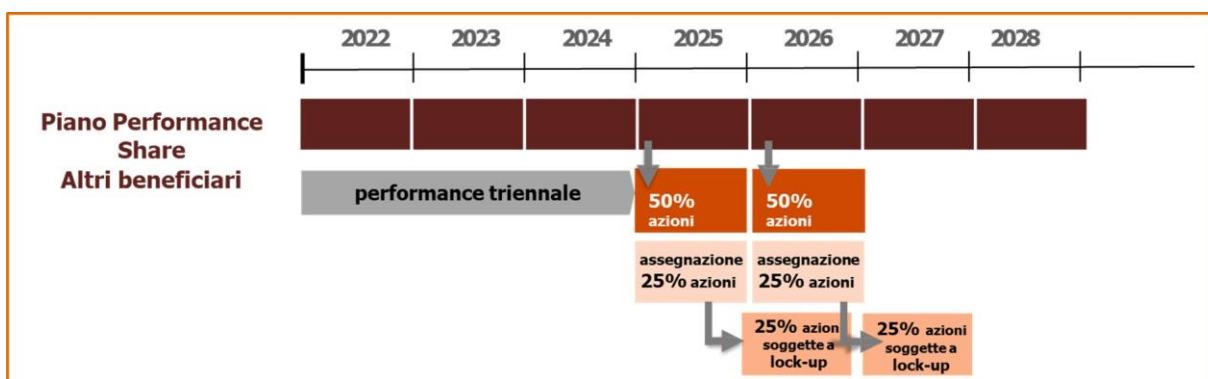 2022 2023 2024 2025 2026 2027 2028
Piano Performance
Share
Altri beneficiari
performance triennale
50%
azioni
50%
azioni
assegnazione
25% azioni
assegnazione
25% azioni
25% azioni
soggette a
lock-up
25% azioni
soggette a
lock-up